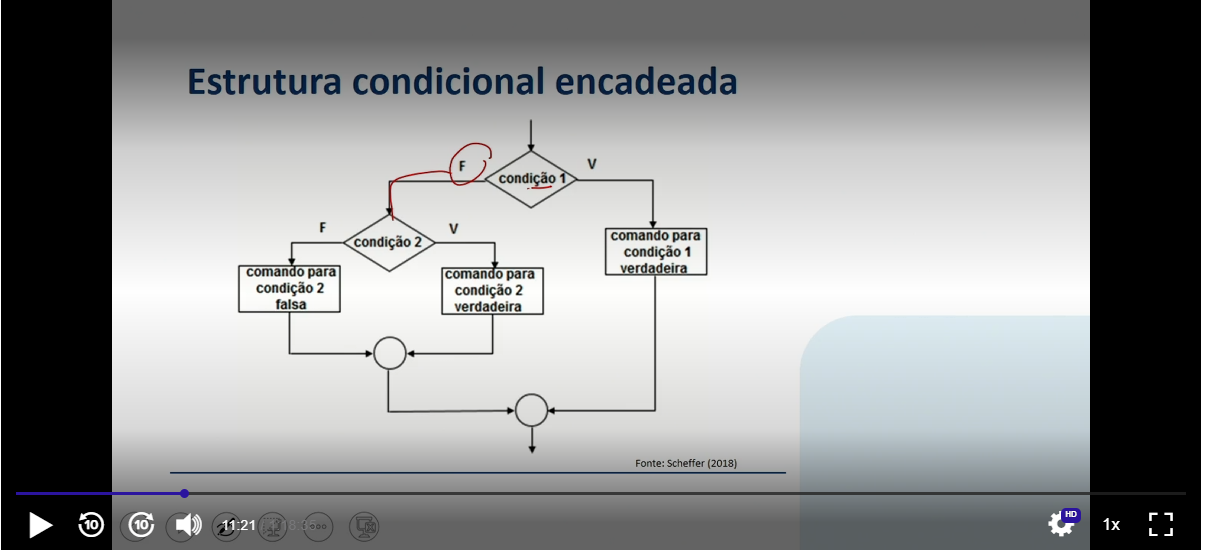 Estrutura condicional encadeada
F
condição 1
V
F
condição 2
V
comando para
condição 1
verdadeira
comando para
condição 2
falsa
comando para
condição 2
verdadeira
Fonte: Scheffer (2018)
10
10
11:21
HD
1x